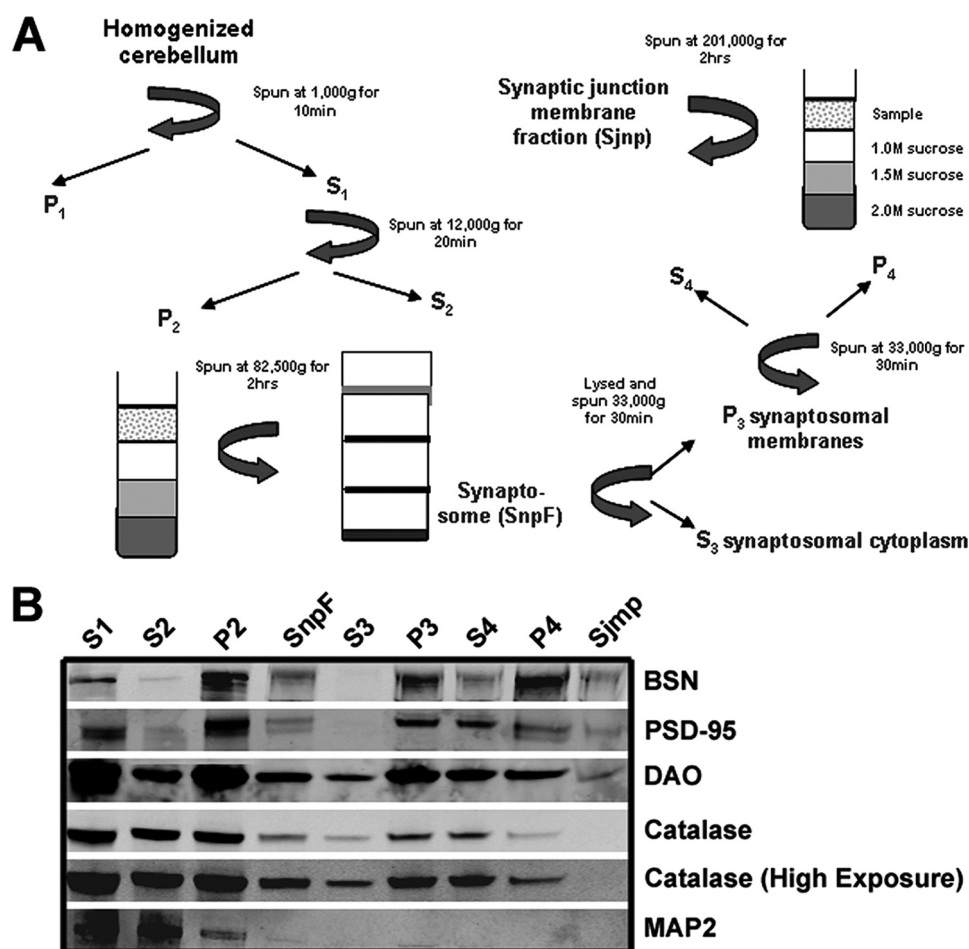 A
Homogenized
cerebellum
Spun at 1,000g for
10min
P1
S1
Spun at 12,000g for
20min
P2
S2
Spun at 82,500g for
2hrs
Synapto-
some (SnpF)
Synaptic junction
membrane
fraction (Sjnp)
Spun at 201,000g for
2hrs
Sample
1.0M sucrose
1.5M sucrose
2.0M sucrose
S4
P4
Spun at 33,000g for
30min
Lysed and
spun 33,000g
for 30min
P3 synaptosomal
membranes
S3 synaptosomal cytoplasm
B
S1 S2 P2 SnpF S3 P3 S4 P4 Sjmp
BSN
PSD-95
DAO
Catalase
Catalase (High Exposure)
MAP2